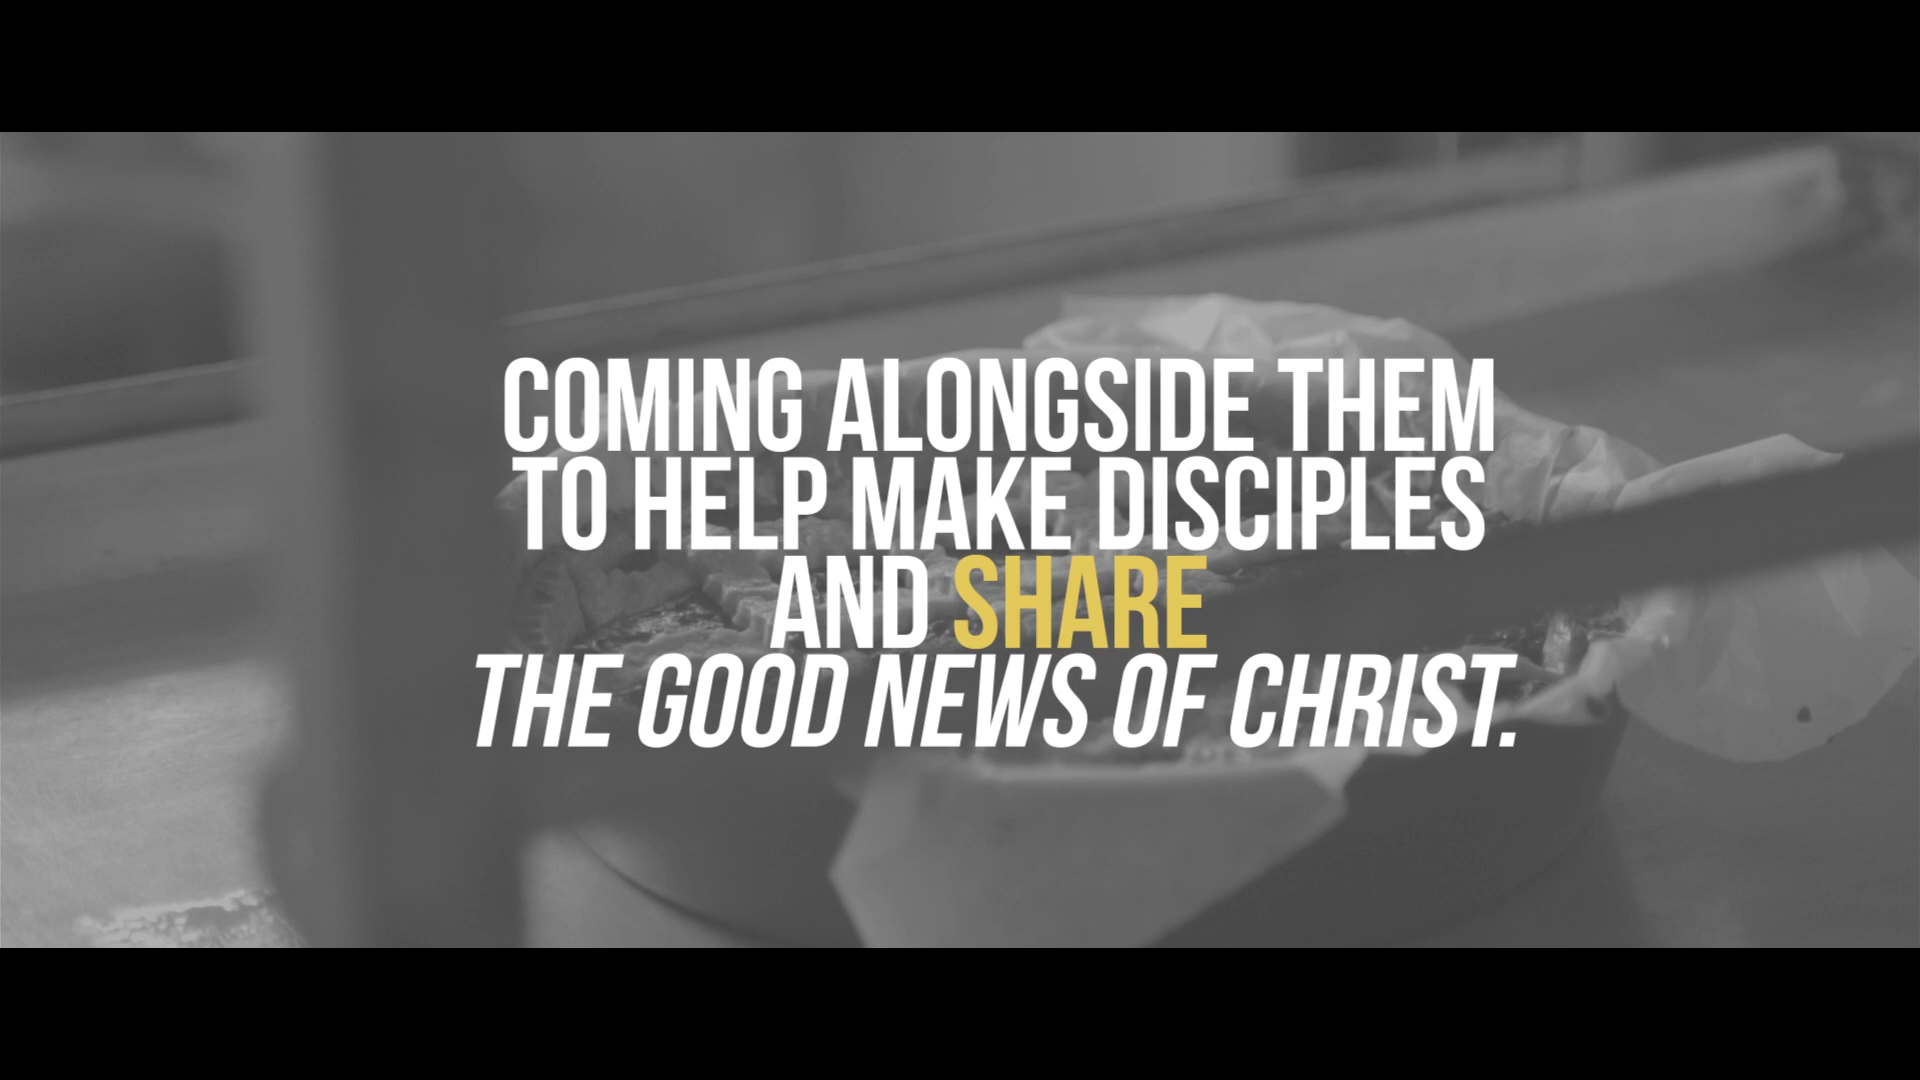 COMING ALONGSIDE THEM
TO HELP MAKE DISCIPLES
AND SHARE
THE GOOD NEWS OF CHRIST.